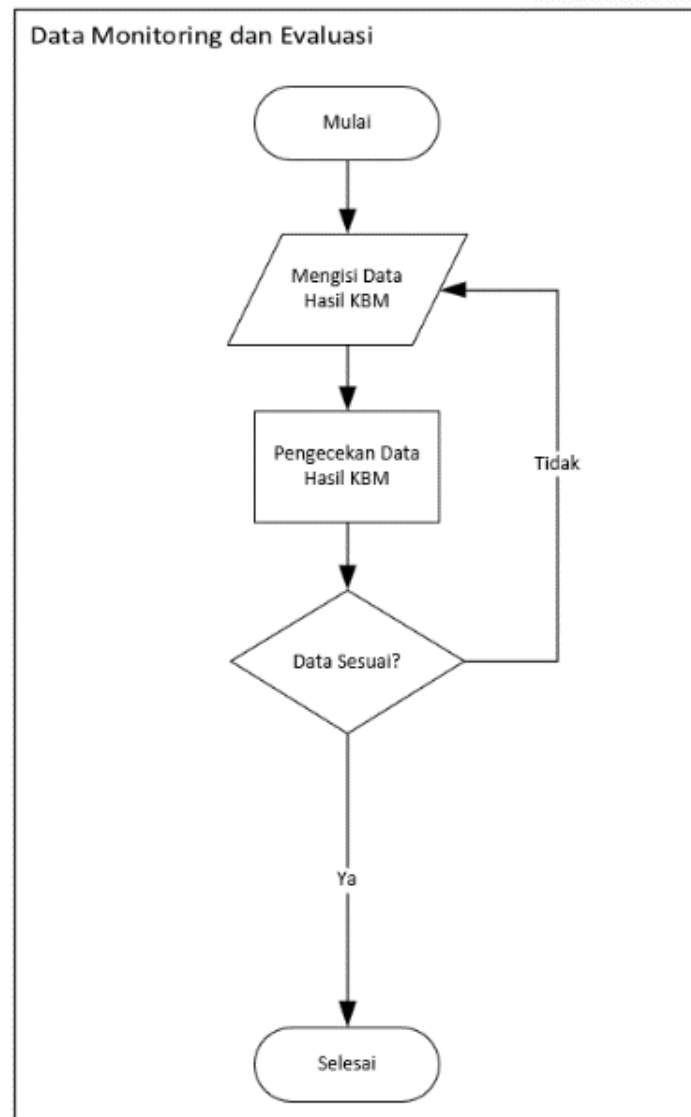 Data Monitoring dan Evaluasi
Mulai
Mengisi Data
Hasil KBM
Pengecekan Data
Hasil KBM
Tidak
Data Sesuai?
Ya
Selesai